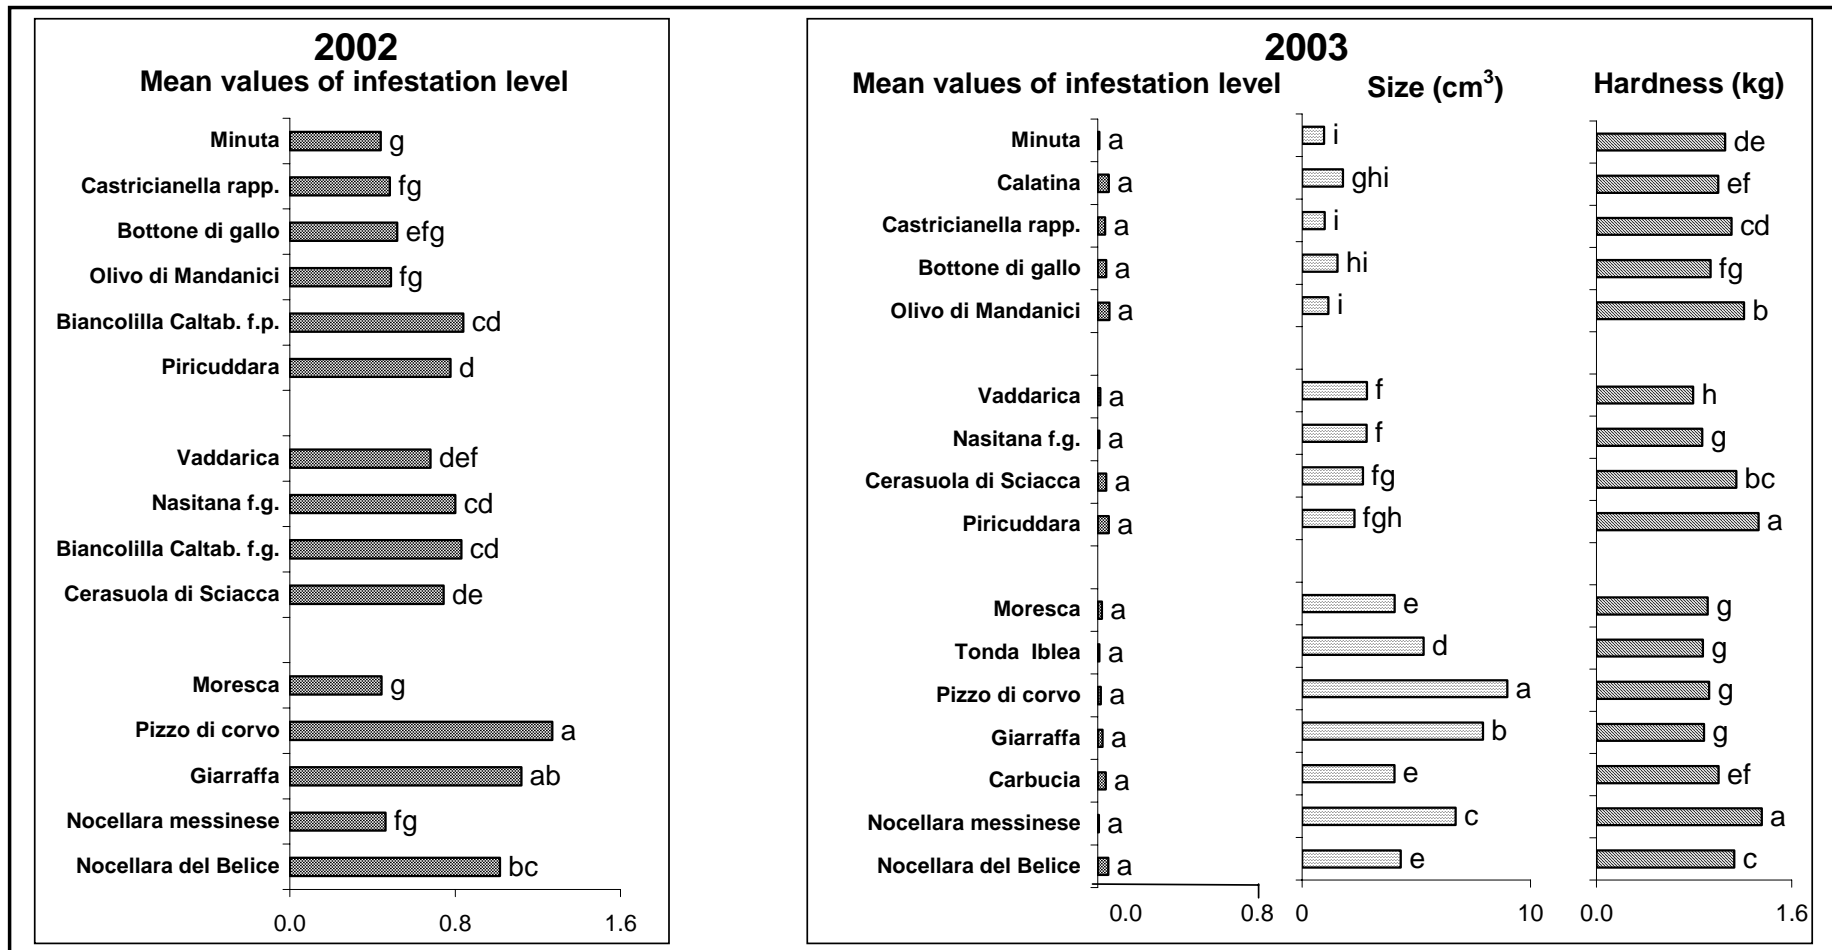 2002
Mean values of infestation level
Minuta g
Castricianella rapp. fg
Bottone di gallo efg
Olivo di Mandanici fg
Biancolilla Caltab. f.p. cd
Piricuddara d
Vaddarica def
Nasitana f.g. cd
Biancolilla Caltab. f.g. cd
Cerasuola di Sciacca de
Moresca g
Pizzo di corvo a
Giarraffa ab
Nocellara messinese fg
Nocellara del Belice bc
0.0 0.8 1.6
2003
Mean values of infestation level Size (cm³) Hardness (kg)
Minuta a i de
Calatina a ghi ef
Castricianella rapp. a i cd
Bottone di gallo a hi fg
Olivo di Mandanici a i b
Vaddarica a f h
Nasitana f.g. a f g
Cerasuola di Sciacca a fg bc
Piricuddara a fgh a
Moresca a e g
Tonda Iblea a d g
Pizzo di corvo a a g
Giarraffa a b g
Carbucia a e ef
Nocellara messinese a c a
Nocellara del Belice a e c
0.0 0.8 0 10 0.0 1.6